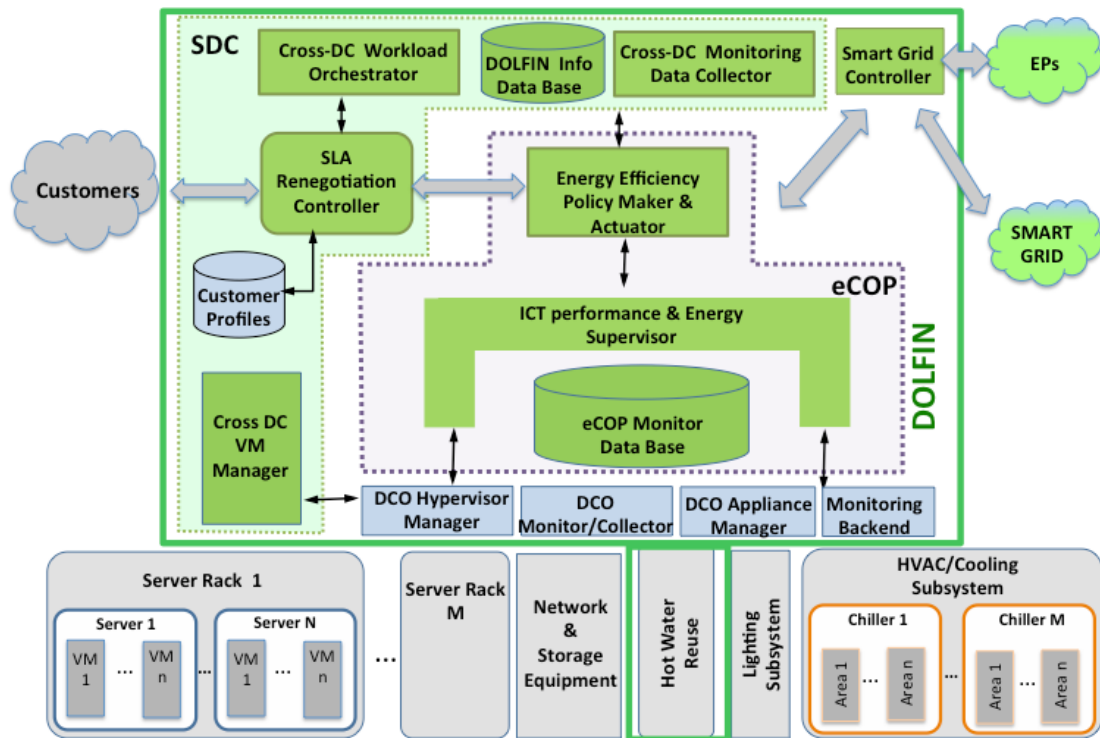 SDC
Cross-DC Workload
Orchestrator
DOLFIN Info
Data Base
Cross-DC Monitoring
Data Collector
Smart Grid
Controller
EPs
Customers
SLA
Renegotiation
Controller
Energy Efficiency
Policy Maker &
Actuator
SMART
GRID
Customer
Profiles
eCOP
ICT performance & Energy
Supervisor
DOLFIN
Cross DC
VM
Manager
eCOP Monitor
Data Base
DCO Hypervisor
Manager
DCO
Monitor/Collector
DCO Appliance
Manager
Monitoring
Backend
Server Rack 1
Server 1
VM
1
...
VM
n
...
Server N
VM
1
...
VM
n
...
Server Rack
M
Network
&
Storage
Equipment
Hot Water
Reuse
Lighting
Subsystem
HVAC/Cooling
Subsystem
Chiller 1
Area 1
...
Area n
...
Chiller M
Area 1
...
Area n